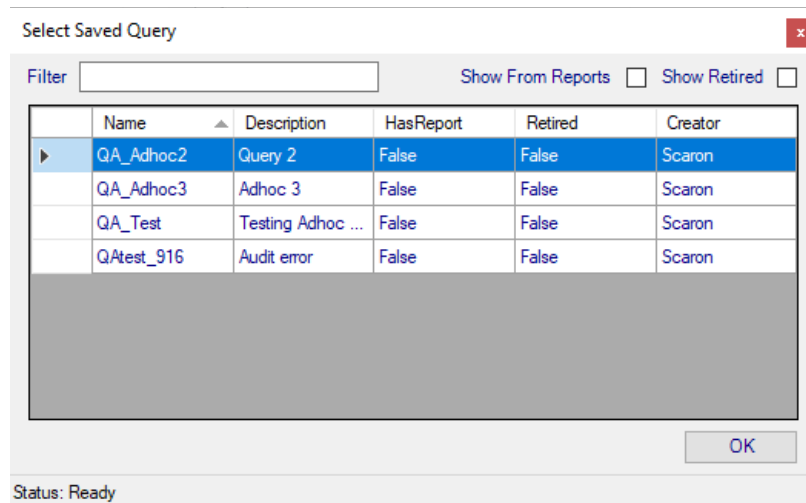 Select Saved Query x
Filter Show From Reports Show Retired
Name Description HasReport Retired Creator
QA_Adhoc2 Query 2 False False Scaron
QA_Adhoc3 Adhoc 3 False False Scaron
QA_Test Testing Adhoc ... False False Scaron
QAtest_916 Audit error False False Scaron
OK
Status: Ready